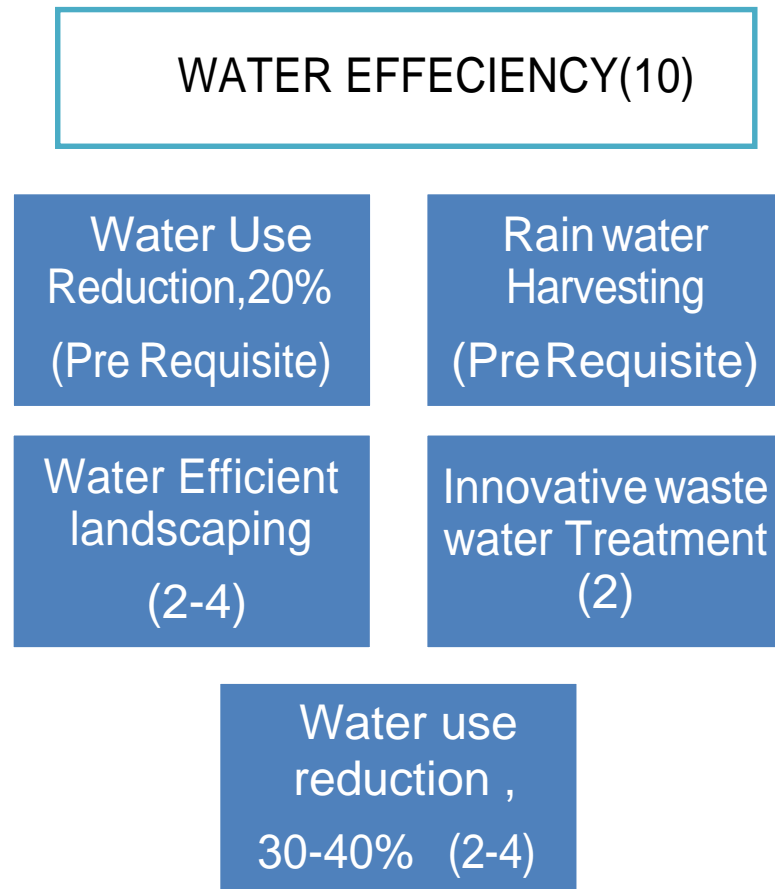 WATER EFFECIENCY(10)
Water Use
Reduction,20%
(Pre Requisite)
Rain water
Harvesting
(Pre Requisite)
Water Efficient
landscaping
(2-4)
Innovative waste
water Treatment
(2)
Water use
reduction ,
30-40% (2-4)